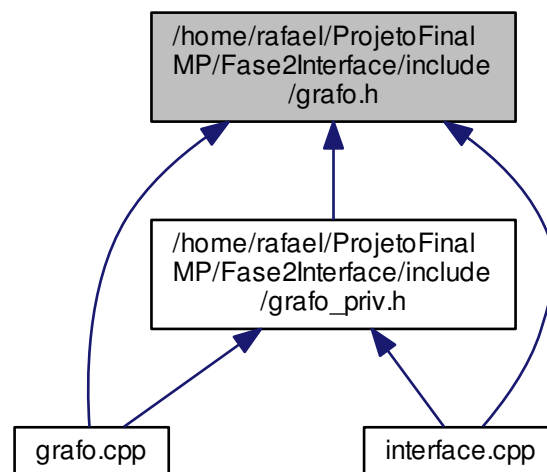 /home/rafael/ProjetoFinal
MP/Fase2Interface/include
/grafo.h
/home/rafael/ProjetoFinal
MP/Fase2Interface/include
/grafo_priv.h
grafo.cpp
interface.cpp